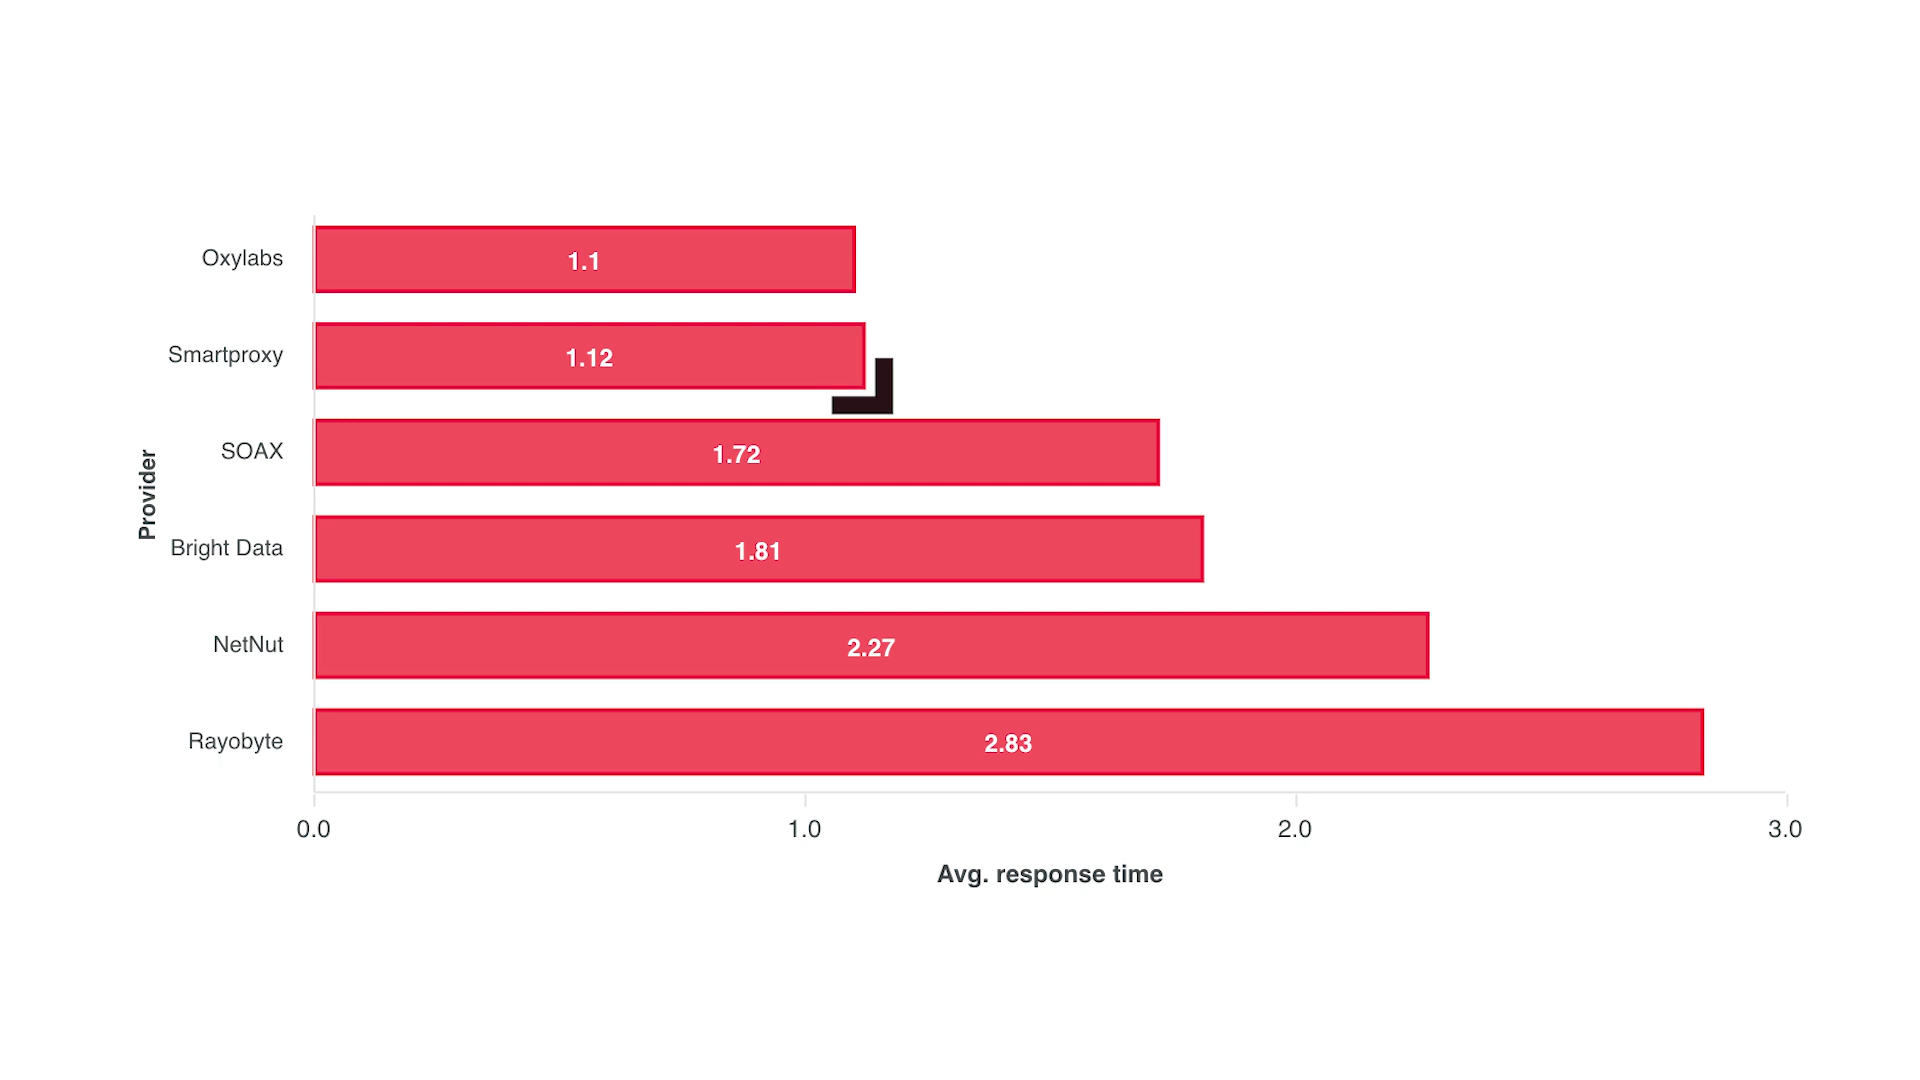 Oxylabs 1.1
Smartproxy 1.12
SOAX 1.72
Provider
Bright Data 1.81
NetNut 2.27
Rayobyte 2.83
0.0 1.0 2.0 3.0
Avg. response time